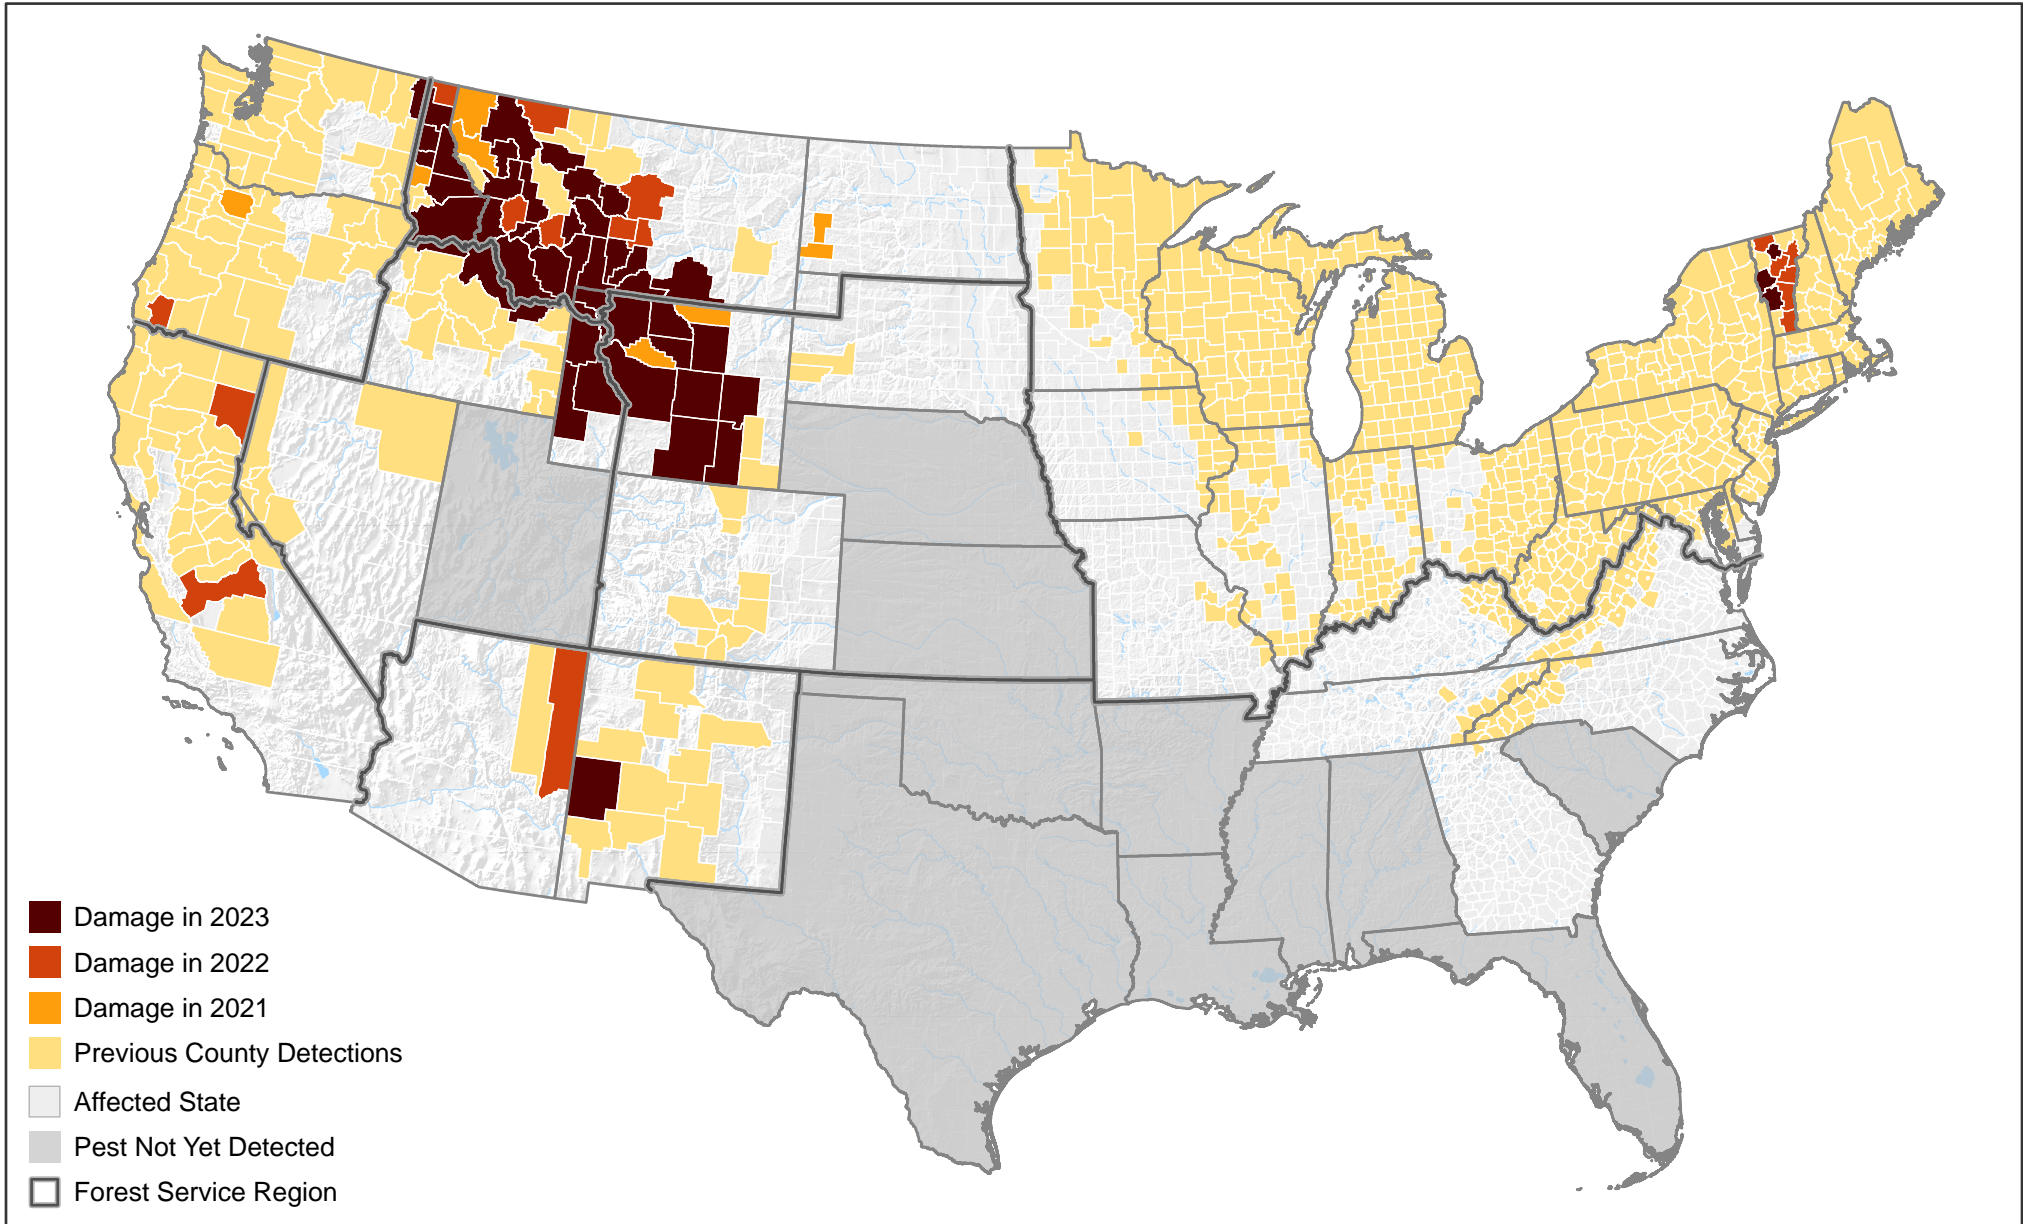 Damage in 2023
Damage in 2022
Damage in 2021
Previous County Detections
Affected State
Pest Not Yet Detected
Forest Service Region